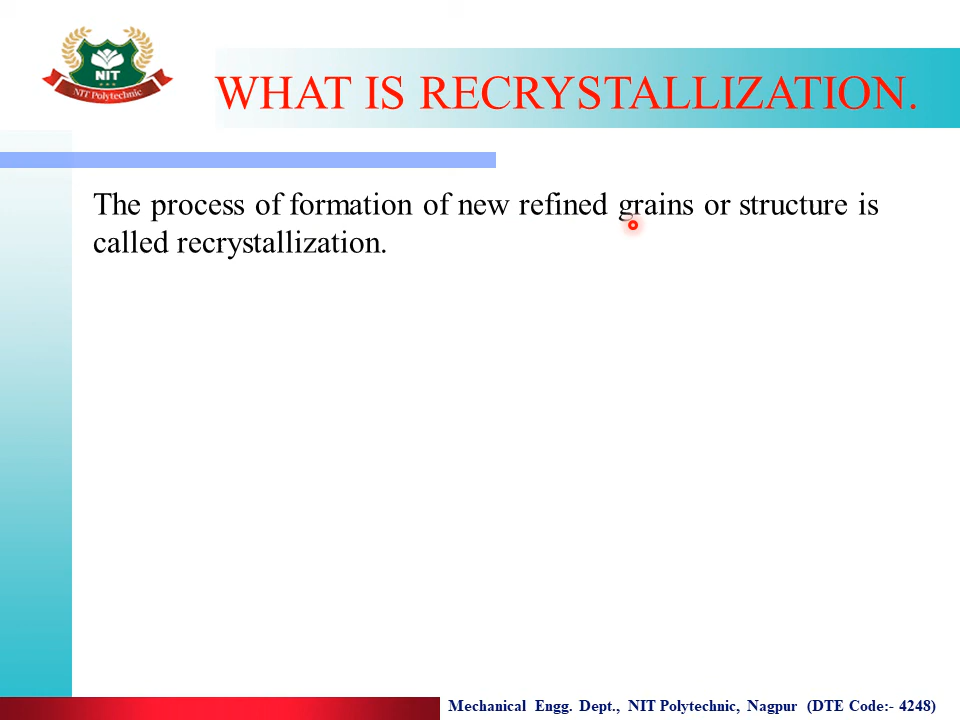 NIT
NIT Polytechnic
WHAT IS RECRYSTALLIZATION.
The process of formation of new refined grains or structure is
called recrystallization.
Mechanical Engg. Dept., NIT Polytechnic, Nagpur (DTE Code:- 4248)